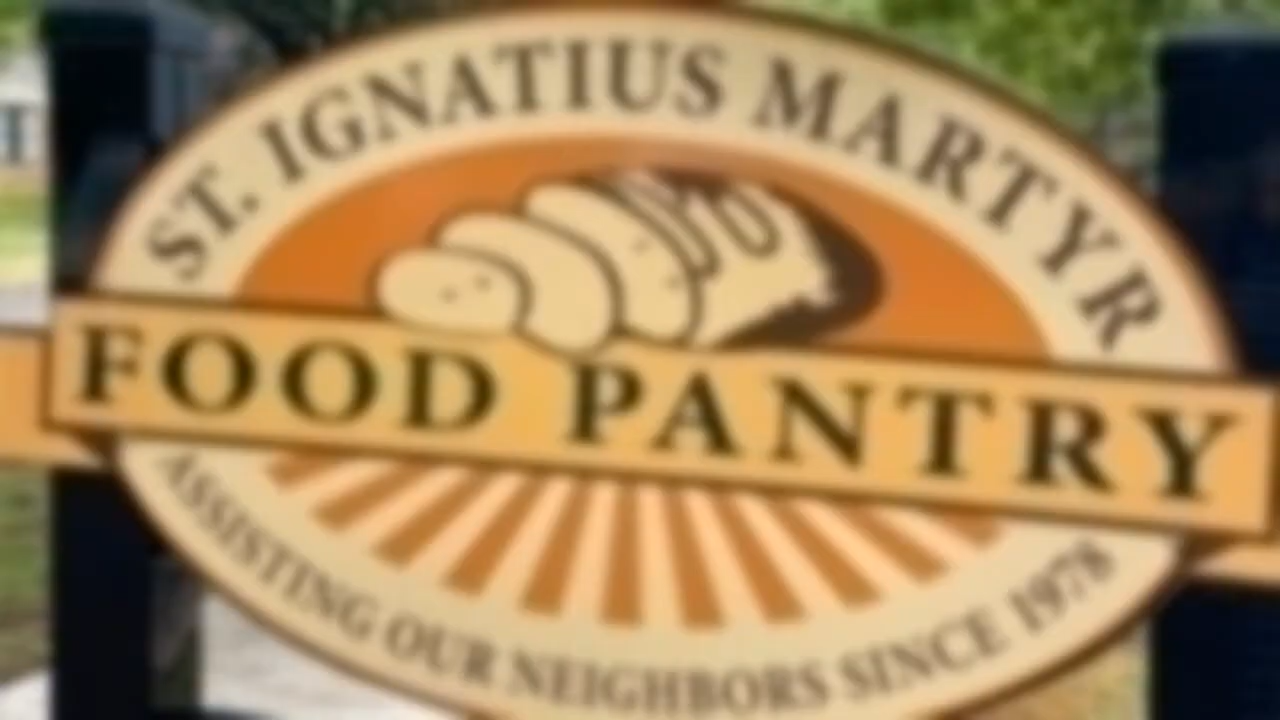 ST. IGNATIUS MARTYR
FOOD PANTRY
ASSISTING OUR NEIGHBORS SINCE 1978